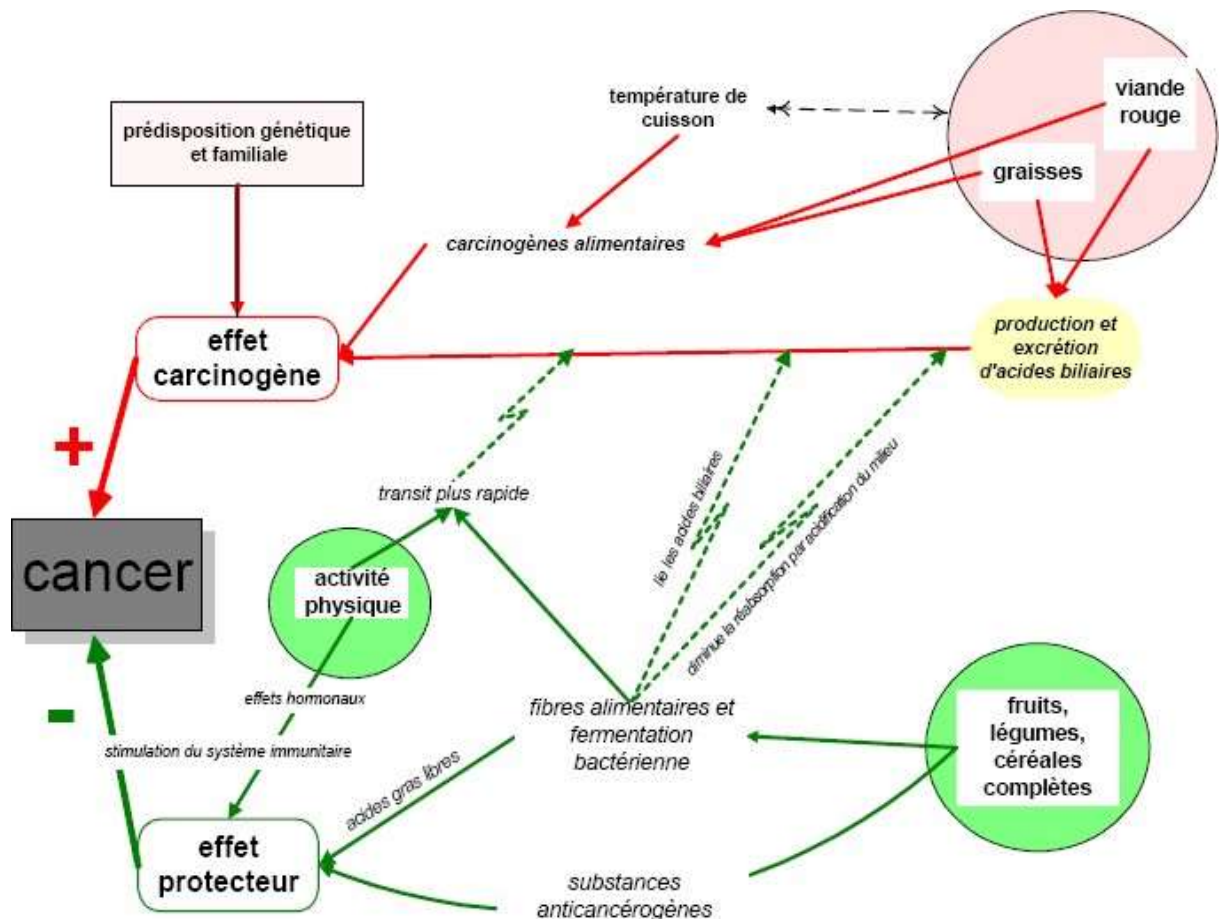 prédisposition génétique
et familiale
température de
cuisson
viande
rouge
graisses
carcinogènes alimentaires
effet
carcinogène
production et
excrétion
d'acides biliaires
+
transit plus rapide
lie les acides biliaires
diminue la réabsorption par acidification du milieu
cancer
activité
physique
-
effets hormonaux
stimulation du système immunitaire
fibres alimentaires et
fermentation
bactérienne
fruits,
légumes,
céréales
complètes
acides gras libres
effet
protecteur
substances
anticancérogènes